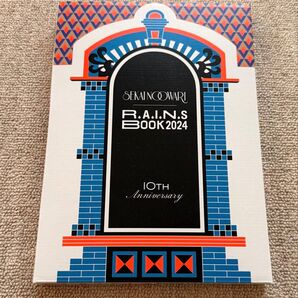 SEKAI NO OWARI
R.A.I.N.S
BOOK 2024
10TH
Anniversary